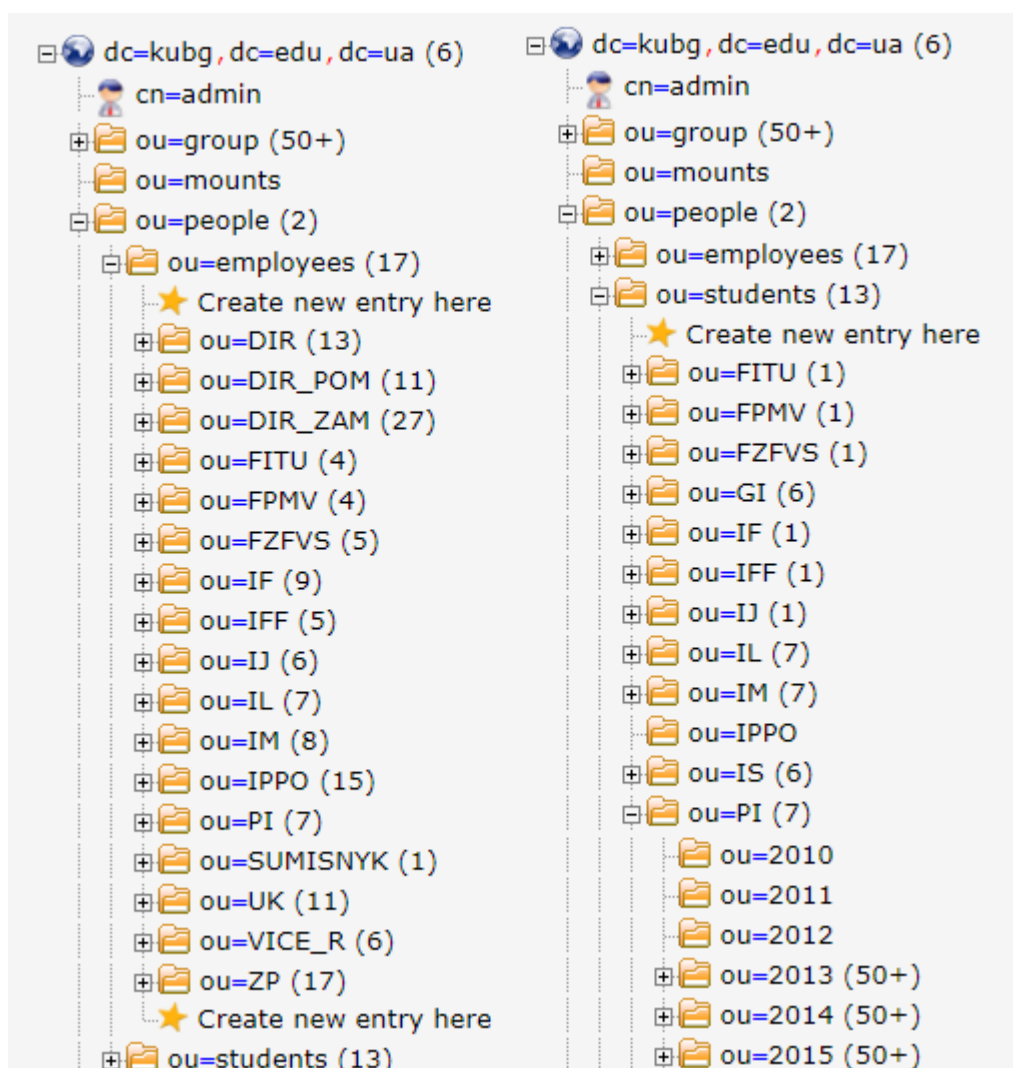 dc=kubg,dc=edu,dc=ua (6)
cn=admin
ou=group (50+)
ou=mounts
ou=people (2)
ou=employees (17)
Create new entry here
ou=DIR (13)
ou=DIR_POM (11)
ou=DIR_ZAM (27)
ou=FITU (4)
ou=FPMV (4)
ou=FZFVS (5)
ou=IF (9)
ou=IFF (5)
ou=IJ (6)
ou=IL (7)
ou=IM (8)
ou=IPPO (15)
ou=PI (7)
ou=SUMISNYK (1)
ou=UK (11)
ou=VICE_R (6)
ou=ZP (17)
Create new entry here
ou=students (13)
dc=kubg,dc=edu,dc=ua (6)
cn=admin
ou=group (50+)
ou=mounts
ou=people (2)
ou=employees (17)
ou=students (13)
Create new entry here
ou=FITU (1)
ou=FPMV (1)
ou=FZFVS (1)
ou=GI (6)
ou=IF (1)
ou=IFF (1)
ou=IJ (1)
ou=IL (7)
ou=IM (7)
ou=IPPO
ou=IS (6)
ou=PI (7)
ou=2010
ou=2011
ou=2012
ou=2013 (50+)
ou=2014 (50+)
ou=2015 (50+)